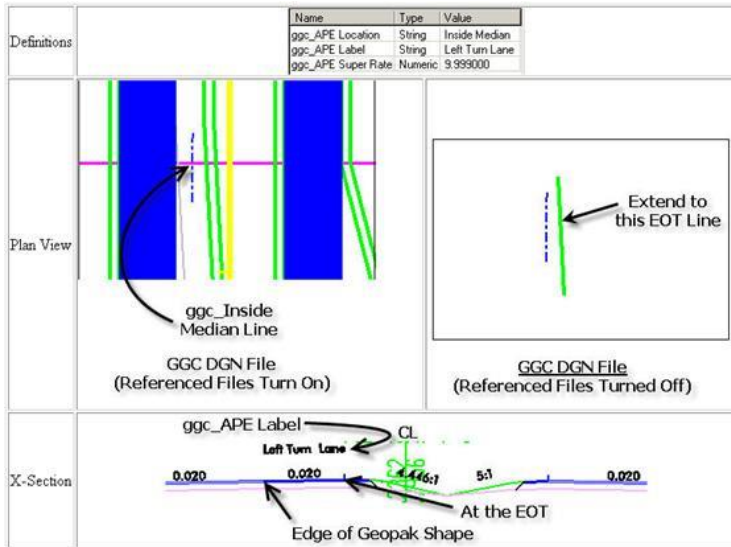 Definitions
Name Type Value
ggc_APE Location String Inside Median
ggc_APE Label String Left Turn Lane
ggc_APE Super Rate Numeric 9.999000
Plan View
ggc_Inside
Median Line
GGC DGN File
(Referenced Files Turn On)
Extend to
this EOT Line
GGC DGN File
(Referenced Files Turned Off)
X-Section
ggc_APE Label
CL
Left Turn Lane
0.020 0.020 5:1 0.020
At the EOT
Edge of Geopak Shape